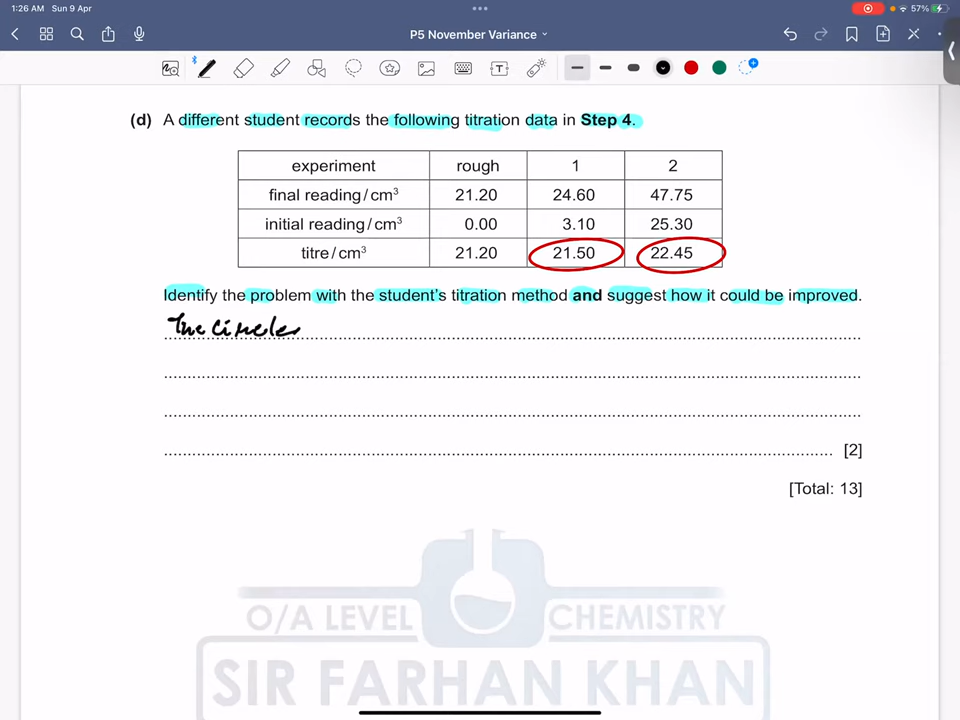 1:26 AM Sun 9 Apr
57%
P5 November Variance
(d) A different student records the following titration data in Step 4.
experiment rough 1 2
final reading/cm³ 21.20 24.60 47.75
initial reading/cm³ 0.00 3.10 25.30
titre/cm³ 21.20 21.50 22.45
Identify the problem with the student's titration method and suggest how it could be improved.
The circles
[2]
[Total: 13]
O/A LEVEL CHEMISTRY
SIR FARHAN KHAN